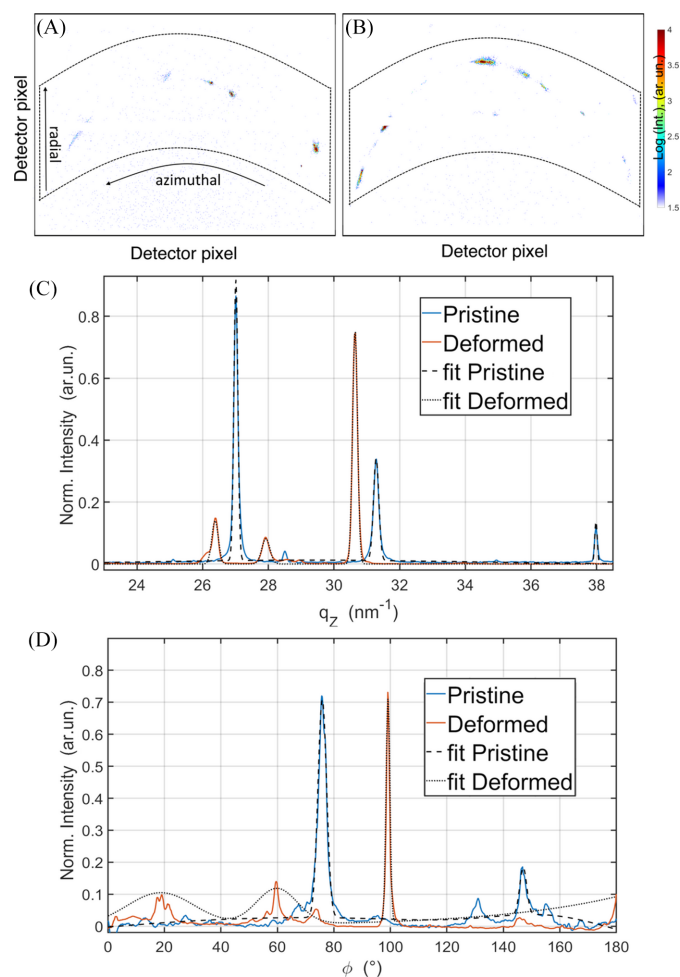 (A)
(B)
Detector pixel
radial
azimuthal
Detector pixel
Detector pixel
Log (Int.), (ar. un.)
4
3.5
3
2.5
2
1.5
(C)
Norm. Intensity (ar.un.)
0.8
0.6
0.4
0.2
0
24 26 28 30 32 34 36 38
q_Z (nm⁻¹)
Pristine
Deformed
fit Pristine
fit Deformed
(D)
Norm. Intensity (ar.un.)
0.8
0.7
0.6
0.5
0.4
0.3
0.2
0.1
0
0 20 40 60 80 100 120 140 160 180
ϕ (°)
Pristine
Deformed
fit Pristine
fit Deformed